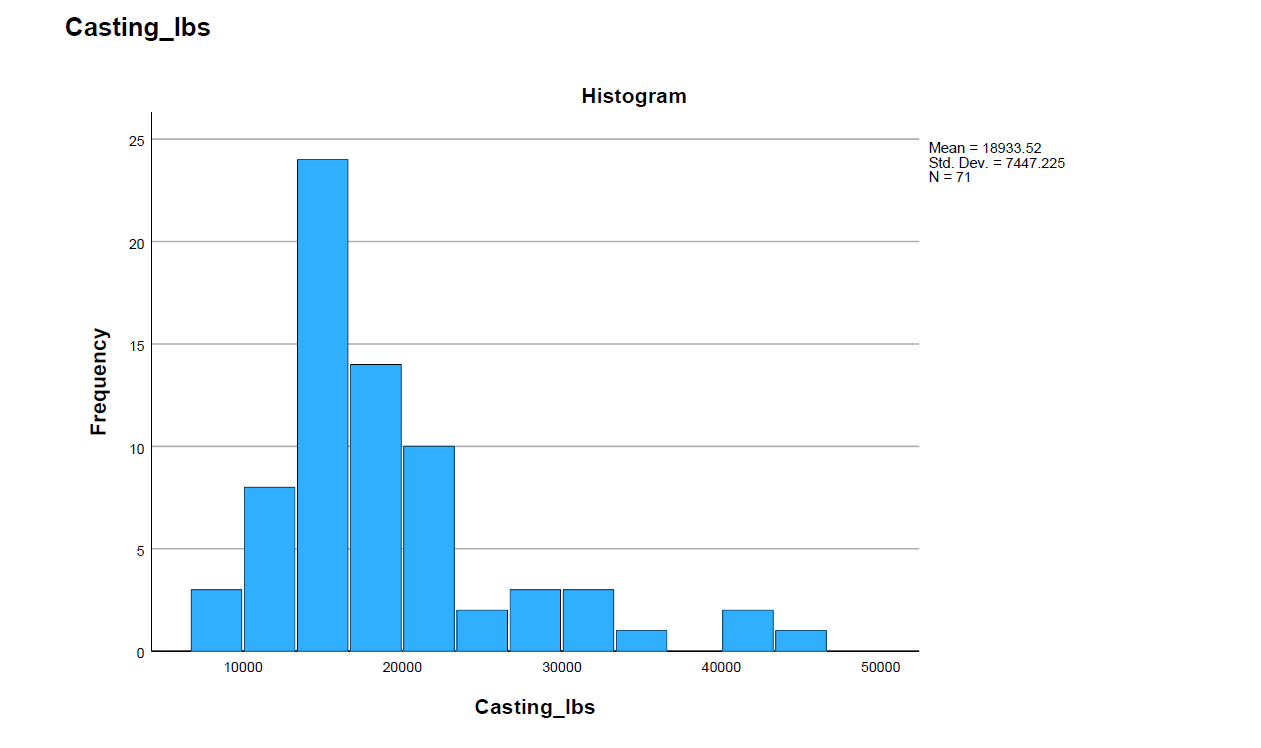 Casting_lbs
Histogram
25
20
15
10
5
0
Frequency
10000 20000 30000 40000 50000
Casting_lbs
Mean = 18933.52
Std. Dev. = 7447.225
N = 71